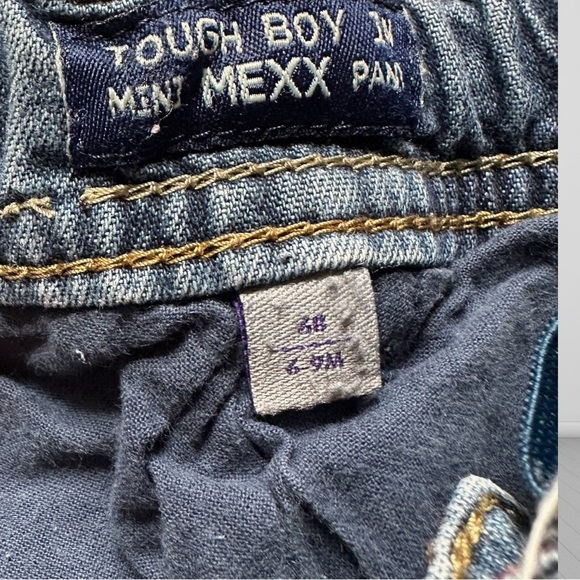 TOUGH BOY IN
MINI MEXX PANT
68
6-9M